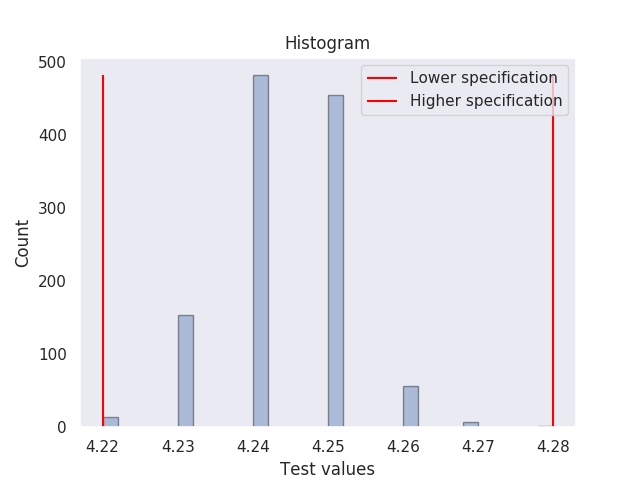 Histogram
Lower specification
Higher specification
Count
500
400
300
200
100
0
4.22 4.23 4.24 4.25 4.26 4.27 4.28
Test values